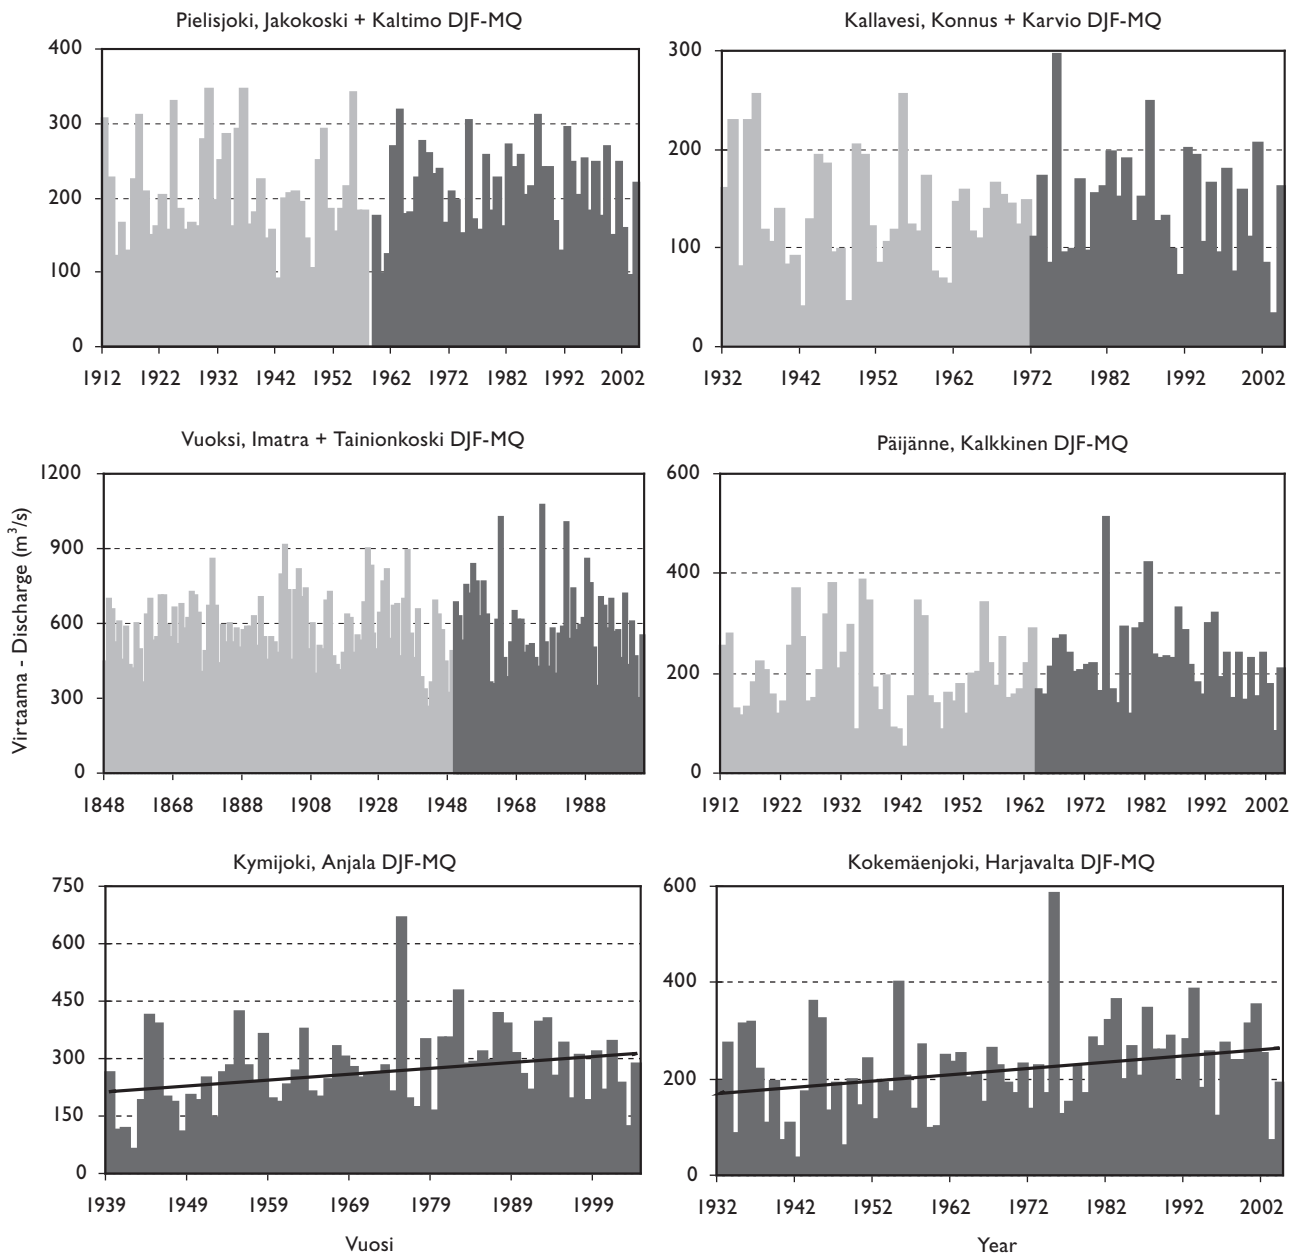 Pielisjoki, Jakokoski + Kaltimo DJF-MQ
400
300
200
100
0
1912 1922 1932 1942 1952 1962 1972 1982 1992 2002
Kallavesi, Konnus + Karvio DJF-MQ
300
200
100
0
1932 1942 1952 1962 1972 1982 1992 2002
Virtaama - Discharge (m³/s)
Vuoksi, Imatra + Tainionkoski DJF-MQ
1200
900
600
300
0
1848 1868 1888 1908 1928 1948 1968 1988
Päijänne, Kalkkinen DJF-MQ
600
400
200
0
1912 1922 1932 1942 1952 1962 1972 1982 1992 2002
Kymijoki, Anjala DJF-MQ
750
600
450
300
150
0
1939 1949 1959 1969 1979 1989 1999
Vuosi
Kokemäenjoki, Harjavalta DJF-MQ
600
400
200
0
1932 1942 1952 1962 1972 1982 1992 2002
Year